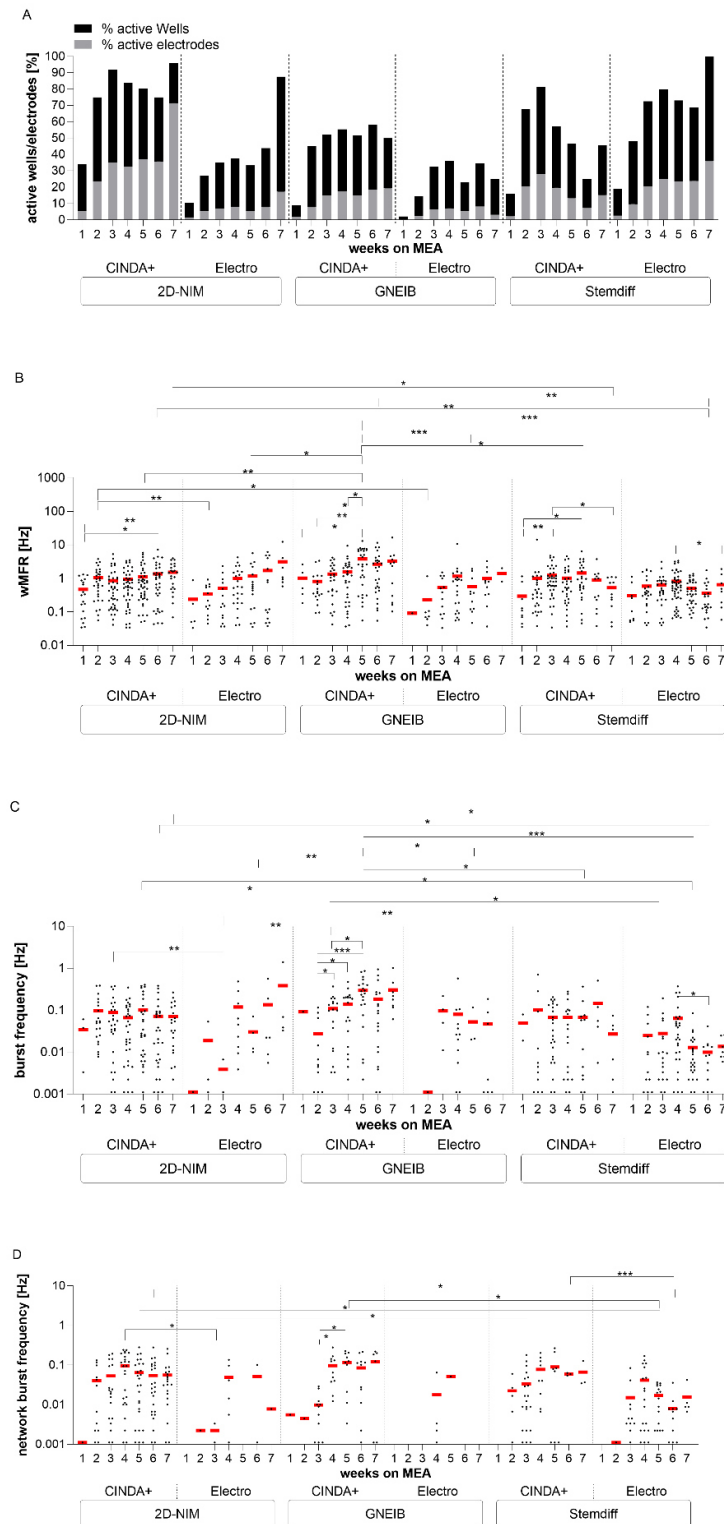 A
% active Wells
% active electrodes
active wells/electrodes [%]
100
90
80
70
60
50
40
30
20
10
0
1 2 3 4 5 6 7 1 2 3 4 5 6 7 1 2 3 4 5 6 7 1 2 3 4 5 6 7 1 2 3 4 5 6 7 1 2 3 4 5 6 7
weeks on MEA
CINDA+ Electro CINDA+ Electro CINDA+ Electro
2D-NIM GNEIB Stemdiff
B
*
**
**
***
***
*
*
**
*
**
*
*
**
**
*
*
*
*
**
*
wMFR [Hz]
1000
100
10
1
0.1
0.01
1 2 3 4 5 6 7 1 2 3 4 5 6 7 1 2 3 4 5 6 7 1 2 3 4 5 6 7 1 2 3 4 5 6 7 1 2 3 4 5 6 7
weeks on MEA
CINDA+ Electro CINDA+ Electro CINDA+ Electro
2D-NIM GNEIB Stemdiff
C
*
*
***
*
**
*
*
*
*
**
**
**
*
***
*
*
*
burst frequency [Hz]
10
1
0.1
0.01
0.001
1 2 3 4 5 6 7 1 2 3 4 5 6 7 1 2 3 4 5 6 7 1 2 3 4 5 6 7 1 2 3 4 5 6 7 1 2 3 4 5 6 7
weeks on MEA
CINDA+ Electro CINDA+ Electro CINDA+ Electro
2D-NIM GNEIB Stemdiff
D
***
*
*
*
*
*
*
*
network burst frequency [Hz]
10
1
0.1
0.01
0.001
1 2 3 4 5 6 7 1 2 3 4 5 6 7 1 2 3 4 5 6 7 1 2 3 4 5 6 7 1 2 3 4 5 6 7 1 2 3 4 5 6 7
weeks on MEA
CINDA+ Electro CINDA+ Electro CINDA+ Electro
2D-NIM GNEIB Stemdiff